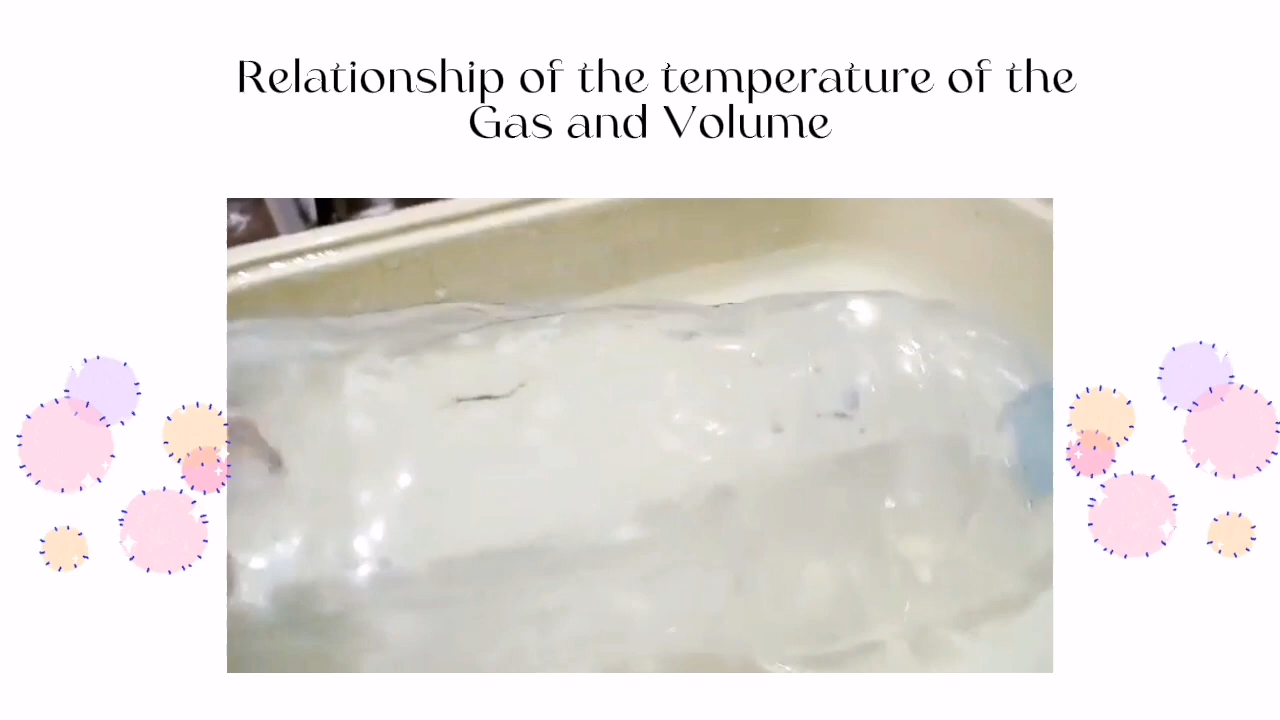 Relationship of the temperature of the
Gas and Volume